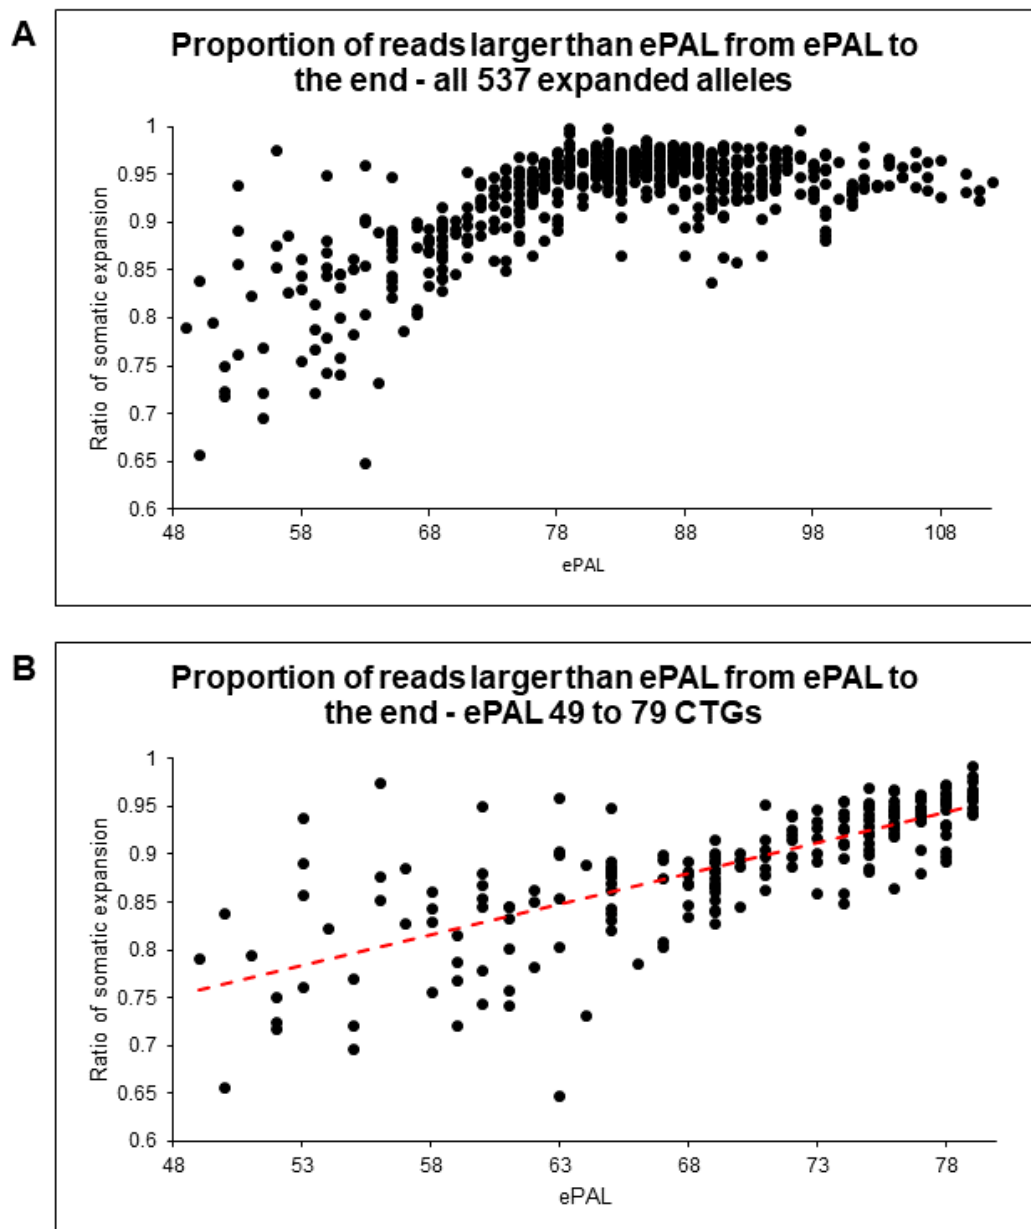 A
Proportion of reads larger than ePAL from ePAL to
the end - all 537 expanded alleles
Ratio of somatic expansion
1
0.95
0.9
0.85
0.8
0.75
0.7
0.65
0.6
48 58 68 78 88 98 108
ePAL
B
Proportion of reads larger than ePAL from ePAL to
the end - ePAL 49 to 79 CTGs
Ratio of somatic expansion
1
0.95
0.9
0.85
0.8
0.75
0.7
0.65
0.6
48 53 58 63 68 73 78
ePAL